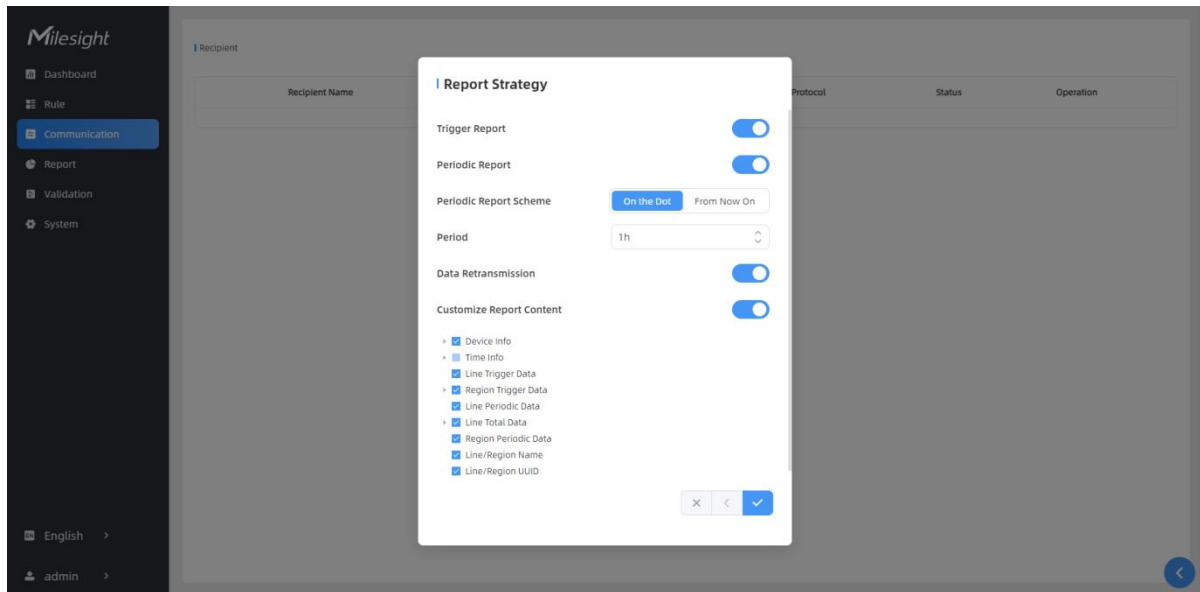 Milesight
Dashboard
Rule
Communication
Report
Validation
System
EN English
admin
Recipient
Recipient Name Protocol Status Operation
Report Strategy
Trigger Report
Periodic Report
Periodic Report Scheme On the Dot From Now On
Period 1h
Data Retransmission
Customize Report Content
Device Info
Time Info
Line Trigger Data
Region Trigger Data
Line Periodic Data
Line Total Data
Region Periodic Data
Line/Region Name
Line/Region UUID